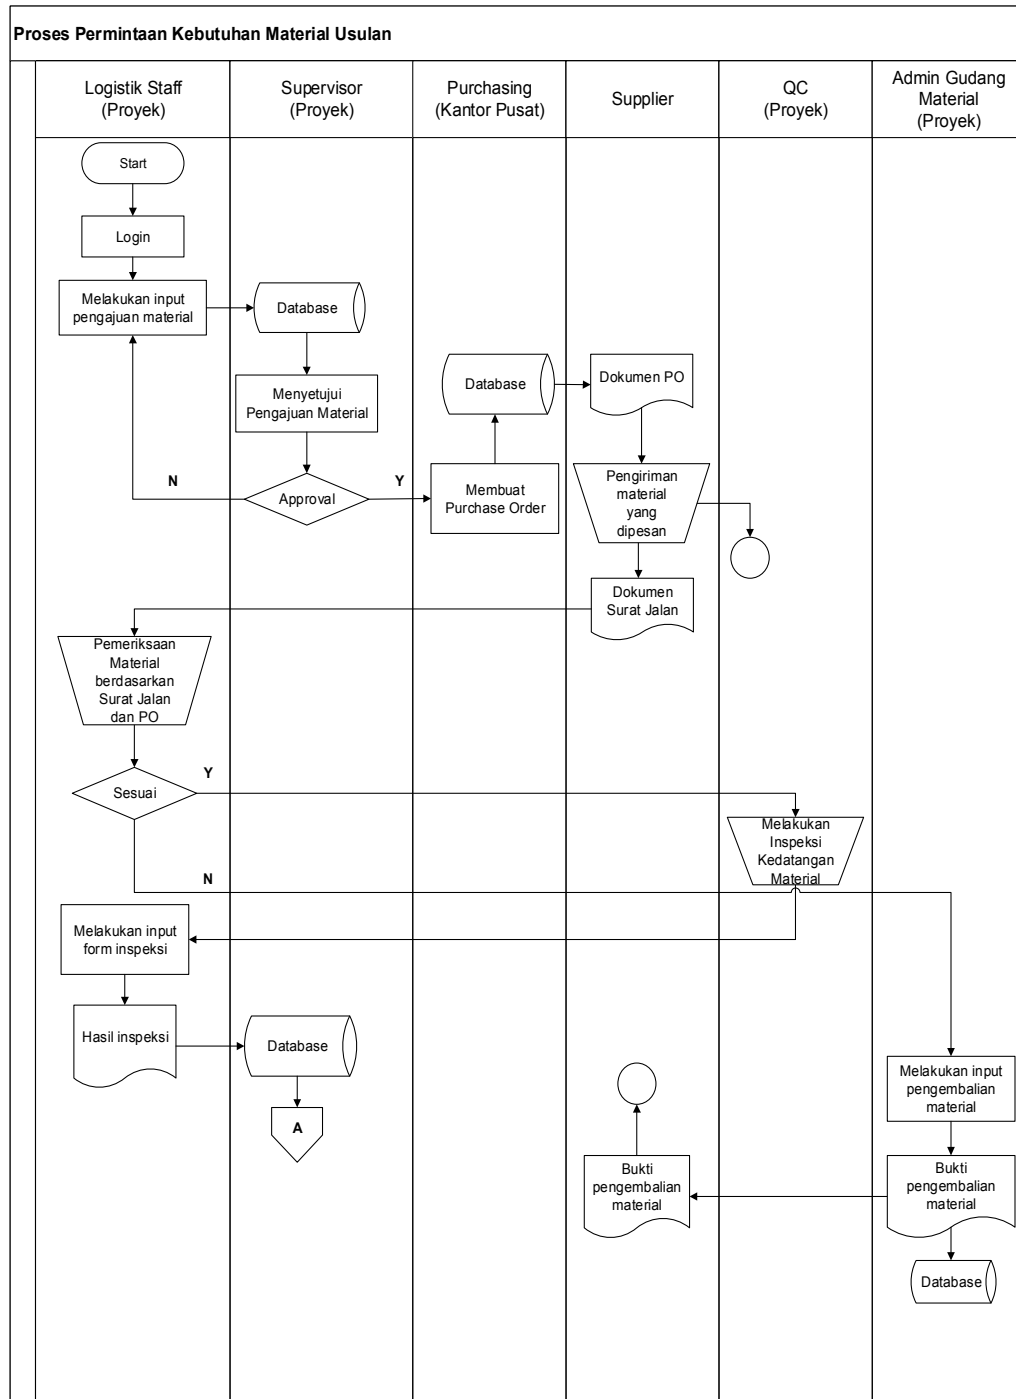 Proses Permintaan Kebutuhan Material Usulan
Logistik Staff
(Proyek)
Supervisor
(Proyek)
Purchasing
(Kantor Pusat)
Supplier
QC
(Proyek)
Admin Gudang
Material
(Proyek)
Start
Login
Melakukan input
pengajuan material
Database
Menyetujui
Pengajuan Material
Approval
N
Y
Database
Membuat
Purchase Order
Dokumen PO
Pengiriman
material
yang
dipesan
Dokumen
Surat Jalan
Pemeriksaan
Material
berdasarkan
Surat Jalan
dan PO
Sesuai
Y
N
Melakukan
Inspeksi
Kedatangan
Material
Melakukan input
form inspeksi
Hasil inspeksi
Database
A
Melakukan input
pengembalian
material
Bukti
pengembalian
material
Bukti
pengembalian
material
Database